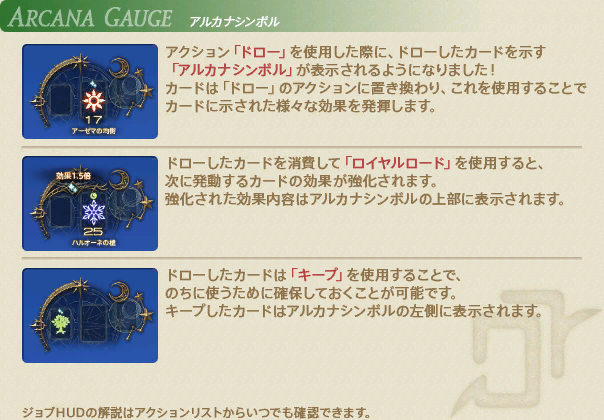 ARCANA GAUGE アルカナシンボル
アクション「ドロー」を使用した際に、ドローしたカードを示す
「アルカナシンボル」が表示されるようになりました!
カードは「ドロー」のアクションに置き換わり、これを使用することで
カードに示された様々な効果を発揮します。
17
アーゼマの均衡
ドローしたカードを消費して「ロイヤルロード」を使用すると、
次に発動するカードの効果が強化されます。
強化された効果内容はアルカナシンボルの上部に表示されます。
効果1.5倍
25
ハルオーネの槍
ドローしたカードは「キープ」を使用することで、
のちに使うために確保しておくことが可能です。
キープしたカードはアルカナシンボルの左側に表示されます。
ジョブHUDの解説はアクションリストからいつでも確認できます。